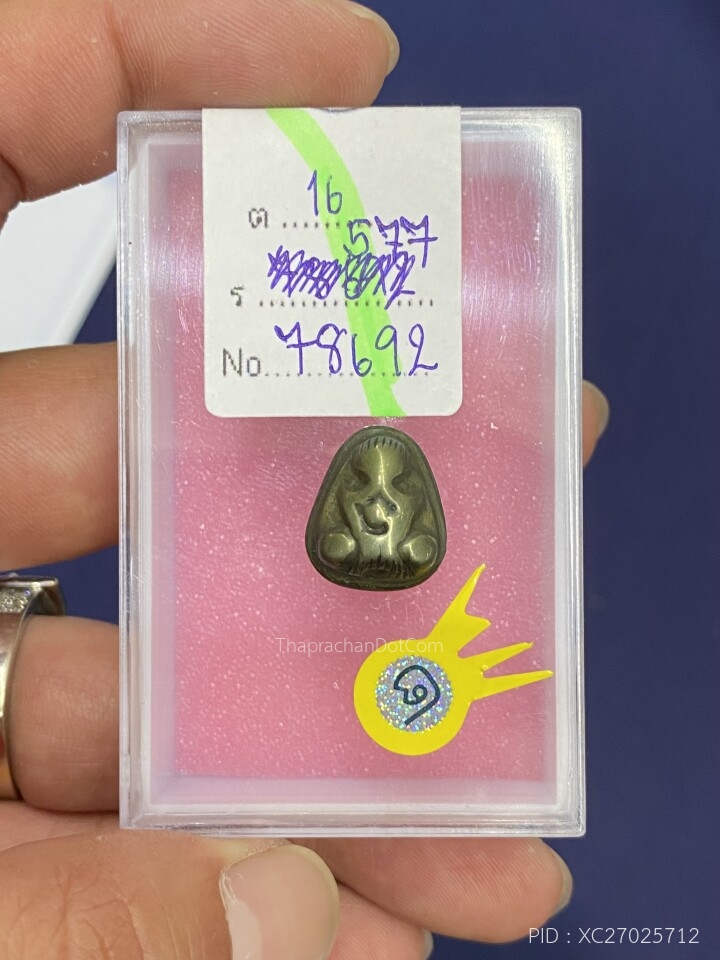 ต ..... 16
577
ร .....
No. 78692
ThaprachanDotCom
๑
PID : XC27025712